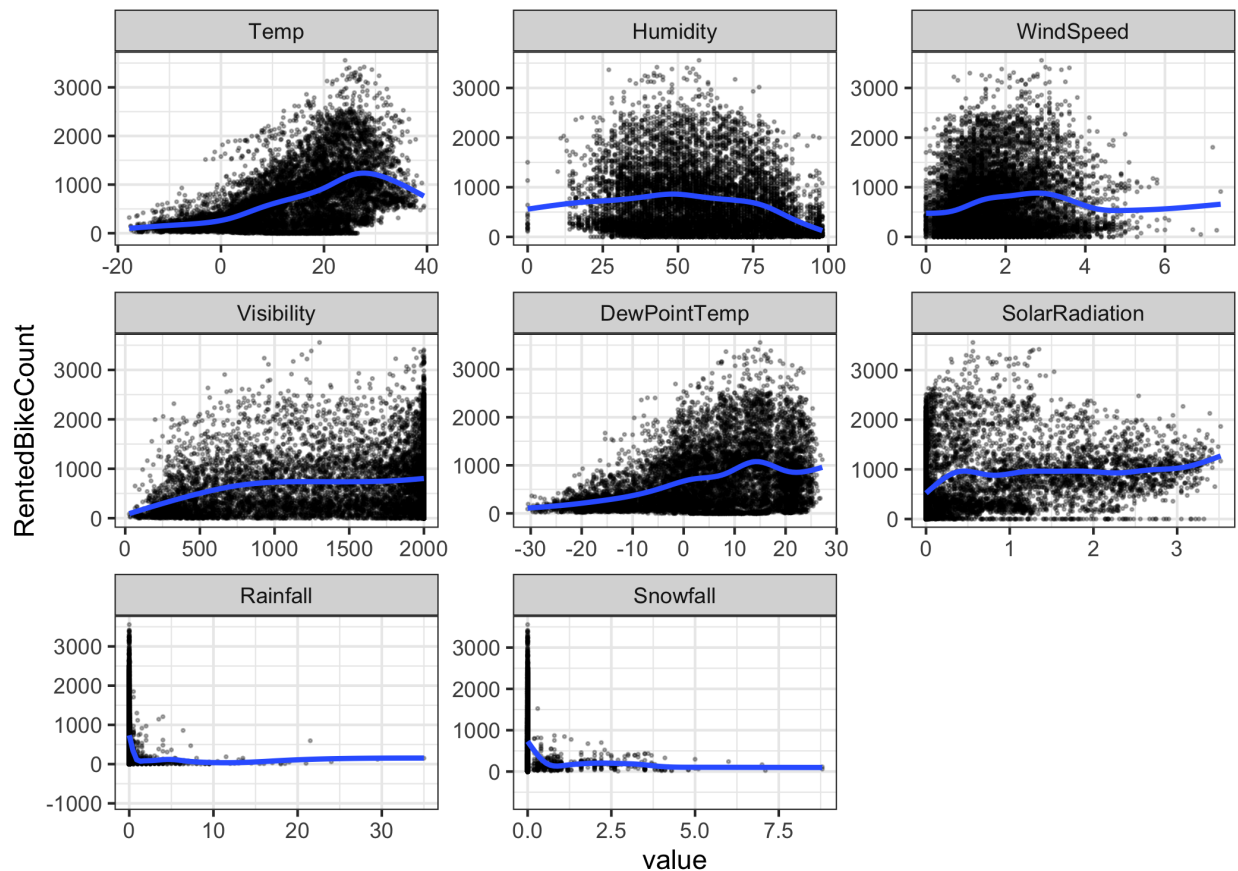 Temp
Humidity
WindSpeed
3000
2000
1000
0
-20 0 20 40
3000
2000
1000
0
0 25 50 75 100
3000
2000
1000
0
0 2 4 6
Visibility
DewPointTemp
SolarRadiation
RentedBikeCount
3000
2000
1000
0
0 500 1000 1500 2000
3000
2000
1000
0
-30 -20 -10 0 10 20 30
3000
2000
1000
0
0 1 2 3
Rainfall
Snowfall
3000
2000
1000
0
-1000
0 10 20 30
3000
2000
1000
0
0.0 2.5 5.0 7.5
value